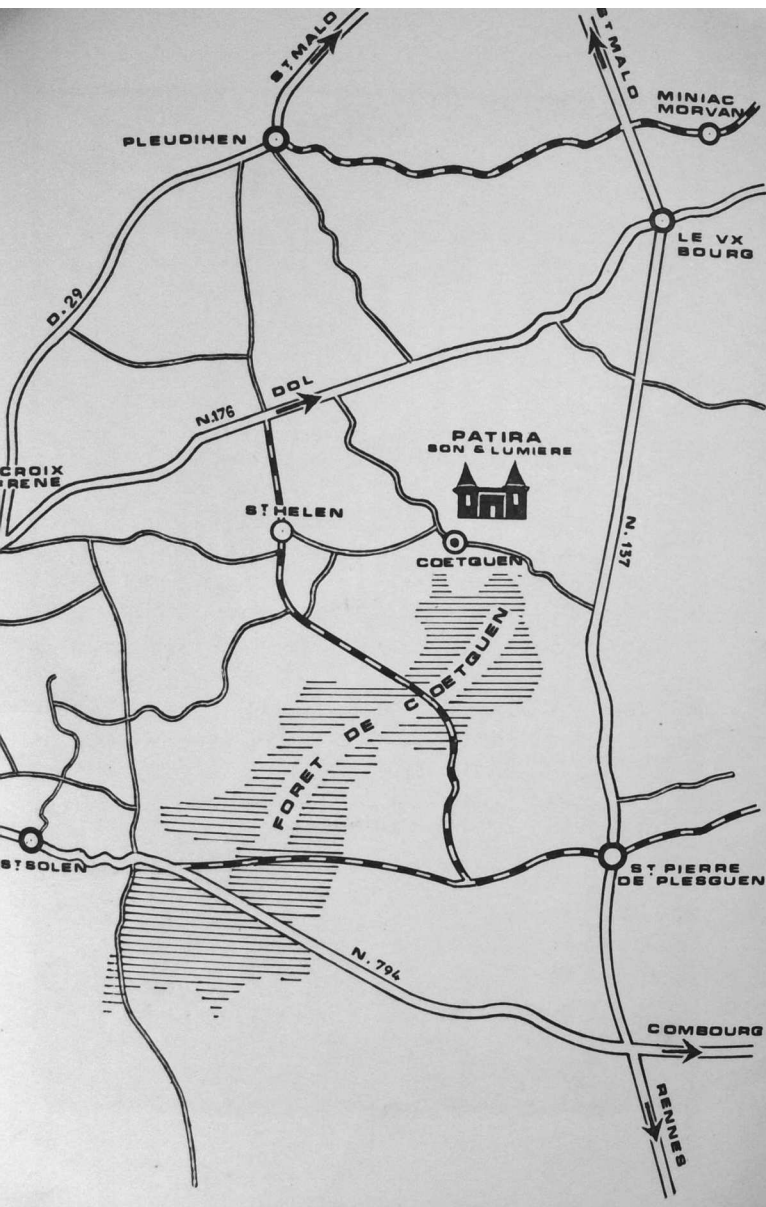 ST MALO
ST MALO
MINIAC
MORVAN
PLEUDIHEN
LE VX
BOURG
D.29
DOL
N.176
PATIRA
SON & LUMIERE
CROIX
RENE
ST HELEN
N.137
COETQUEN
FORET DE COETQUEN
ST SOLEN
ST PIERRE
DE PLESGUEN
N.794
COMBOURG
RENNES